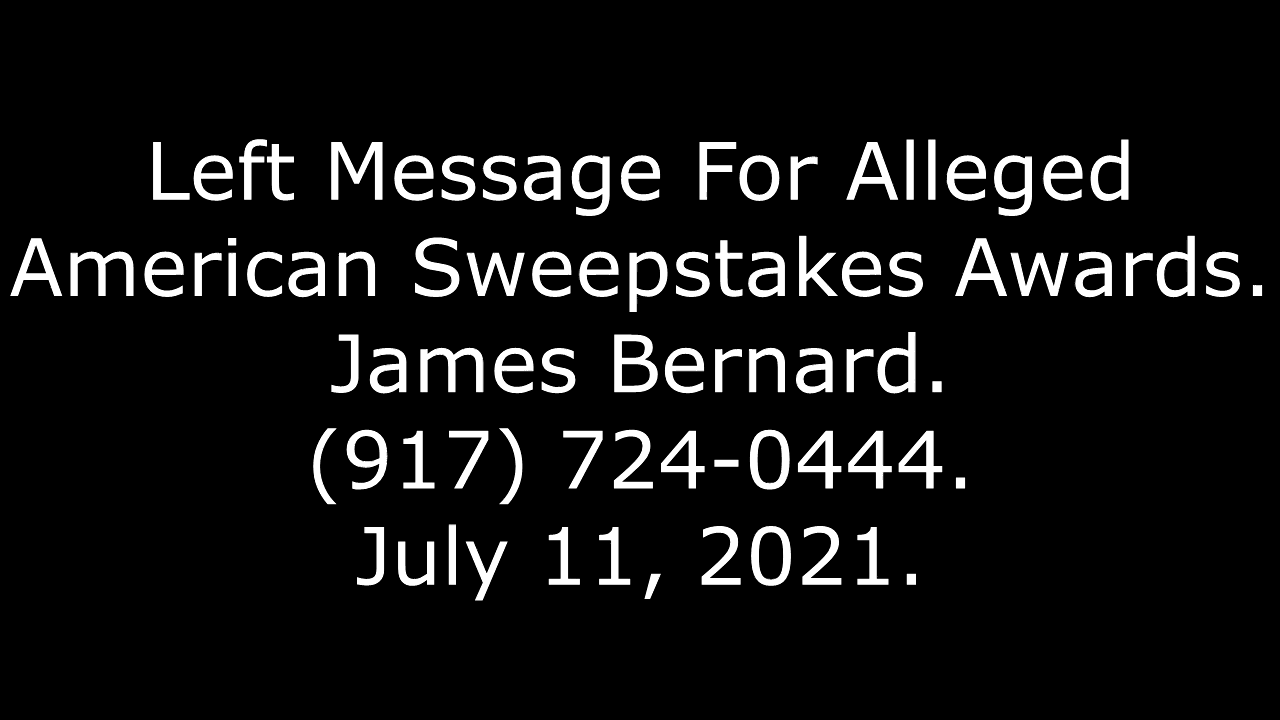 Left Message For Alleged
American Sweepstakes Awards.
James Bernard.
(917) 724-0444.
July 11, 2021.